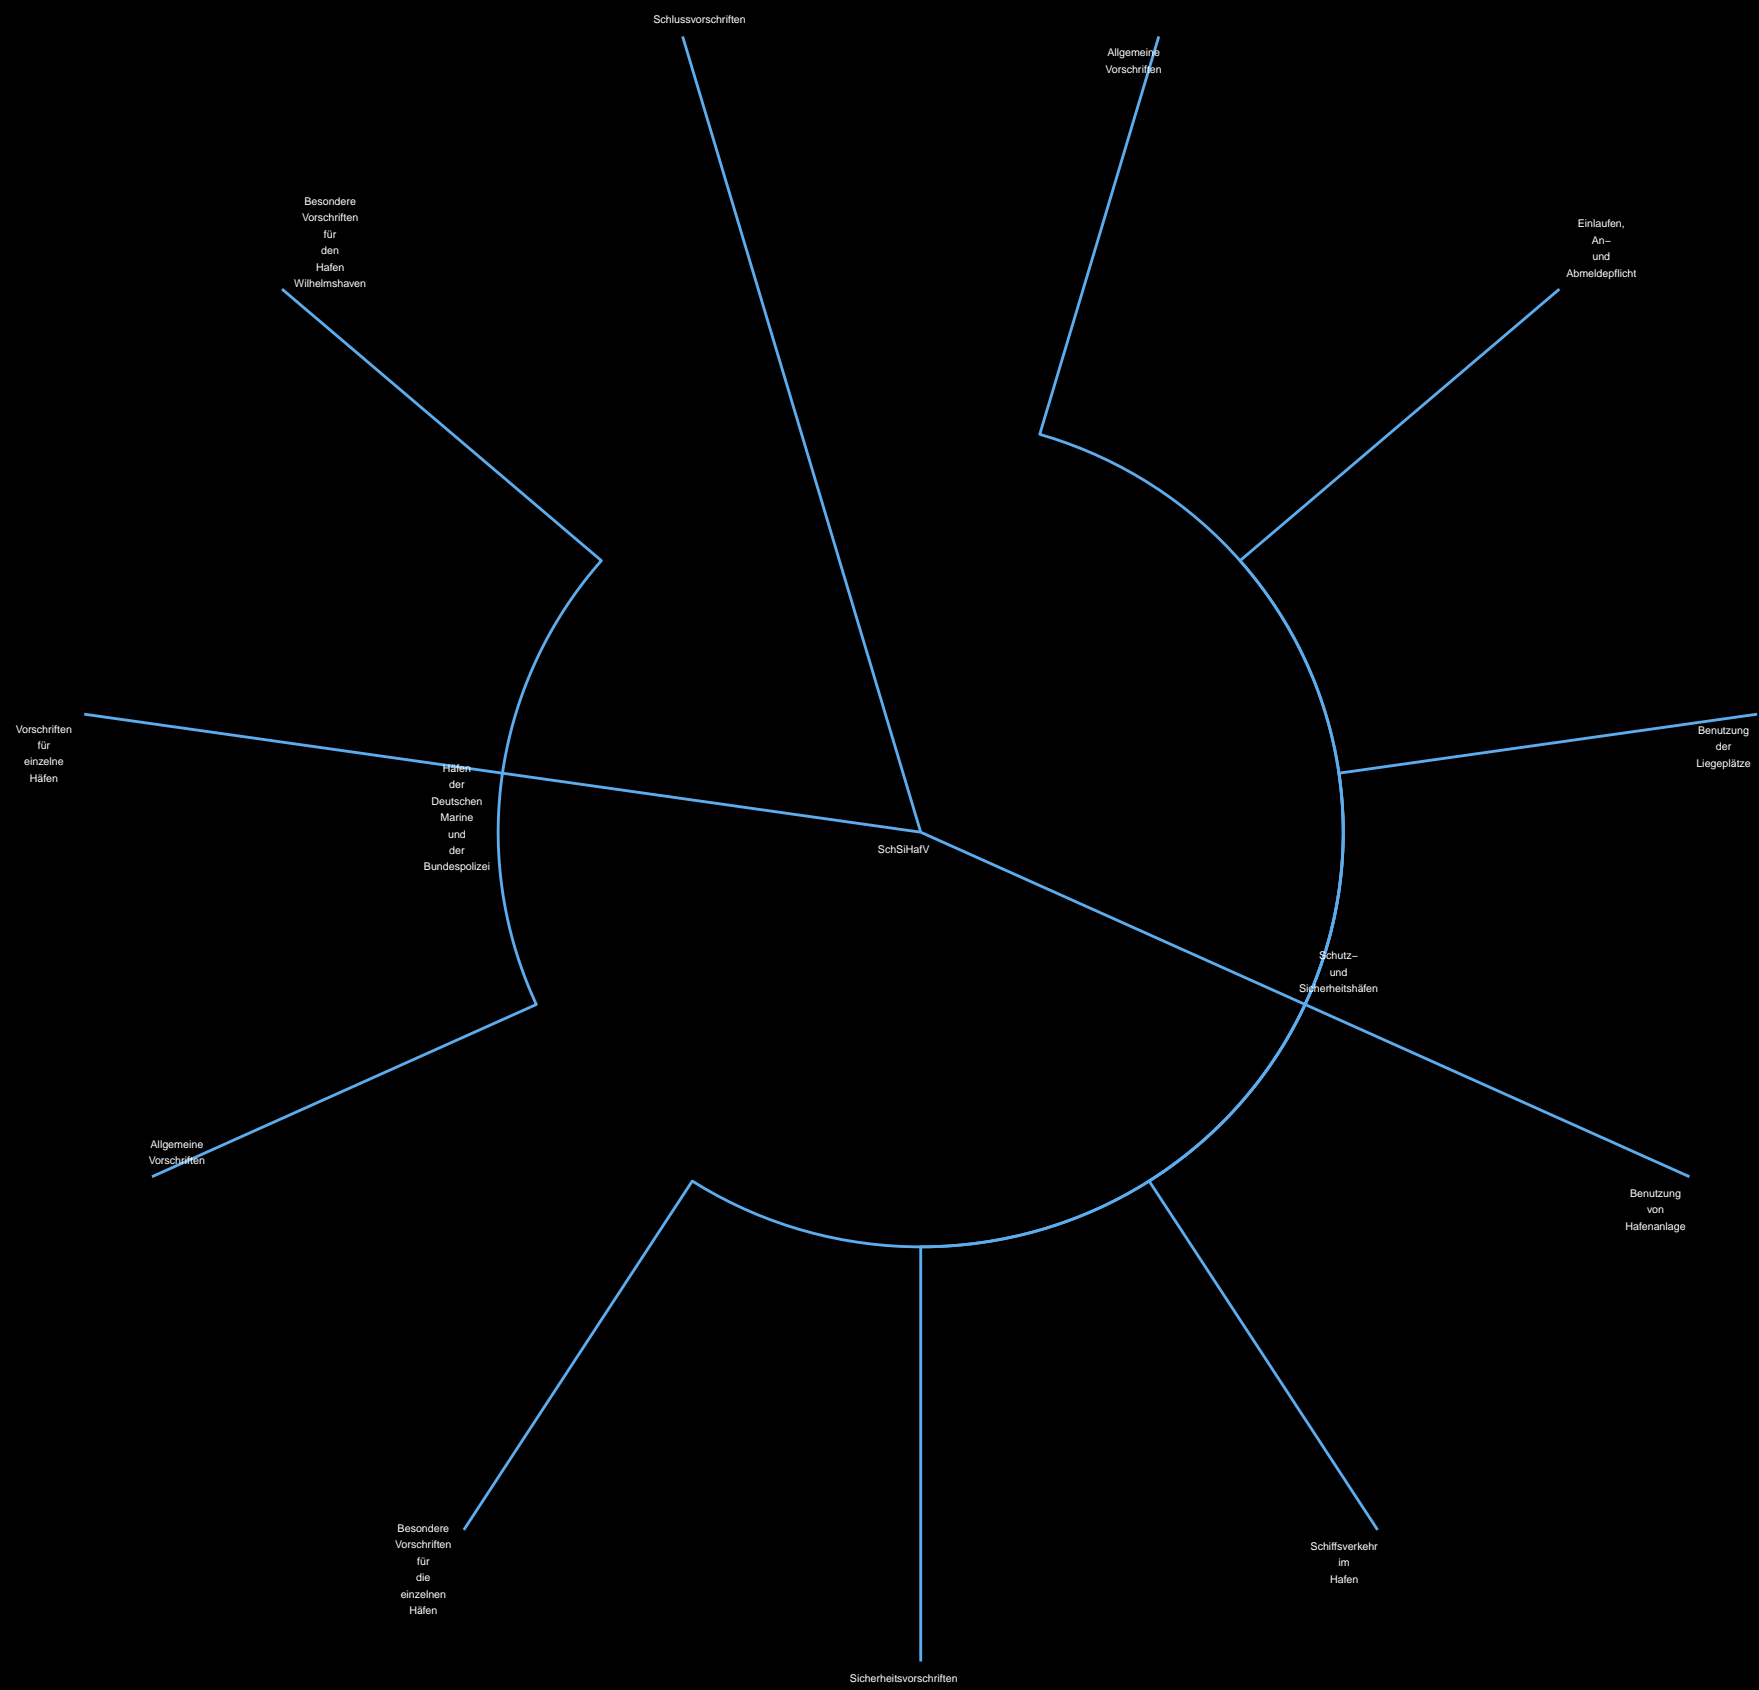 Schlussvorschriften
Allgemeine
Vorschriften
Besondere
Vorschriften
für
den
Hafen
Wilhelmshaven
Einlaufen,
An–
und
Abmeldepflicht
Vorschriften
für
einzelne
Häfen
Benutzung
der
Liegeplätze
Häfen
der
Deutschen
Marine
und
der
Bundespolizei
SchSiHafV
Schutz–
und
Sicherheitshäfen
Allgemeine
Vorschriften
Benutzung
von
Hafenanlage
Besondere
Vorschriften
für
die
einzelnen
Häfen
Schiffsverkehr
im
Hafen
Sicherheitsvorschriften